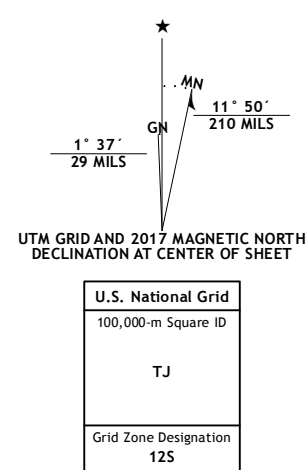 ★
MN
GN
11° 50´
210 MILS
1° 37´
29 MILS
UTM GRID AND 2017 MAGNETIC NORTH
DECLINATION AT CENTER OF SHEET
U.S. National Grid
100,000-m Square ID
TJ
Grid Zone Designation
12S